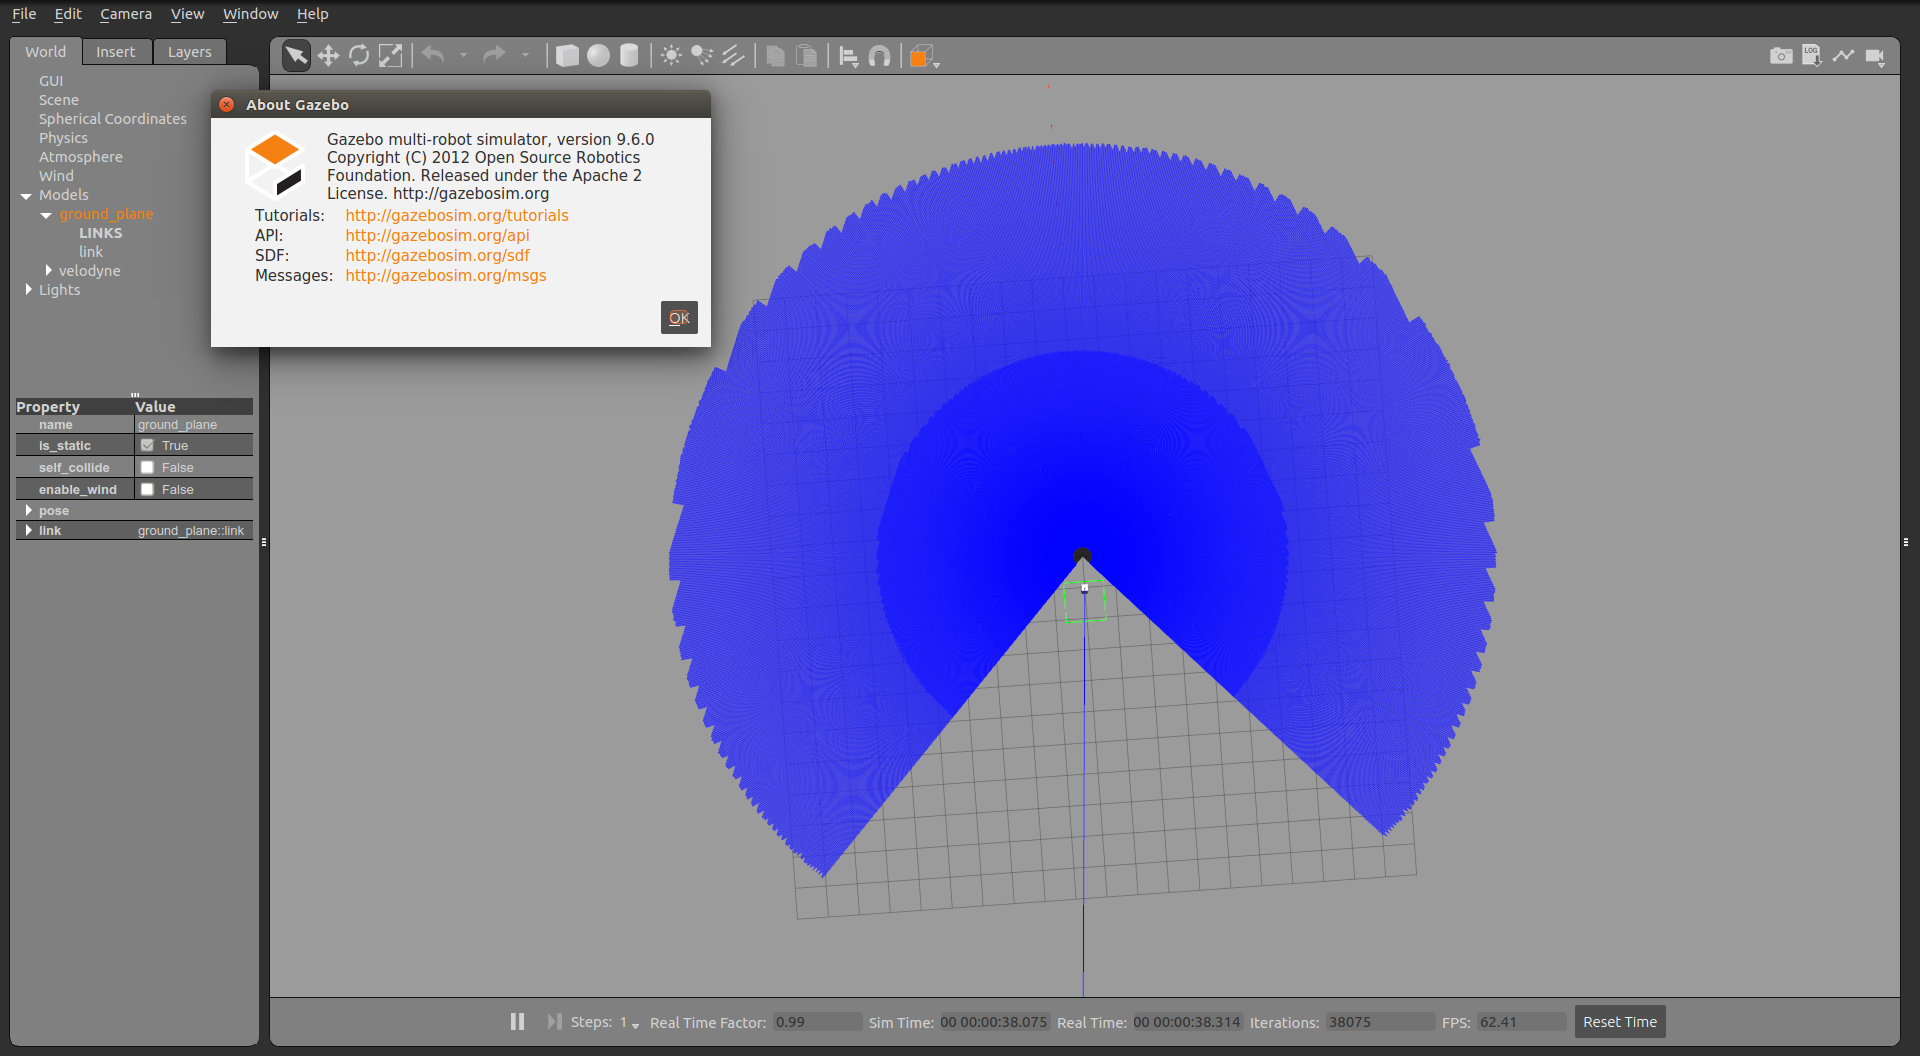 File Edit Camera View Window Help
World Insert Layers
LOG
GUI
Scene
Spherical Coordinates
Physics
Atmosphere
Wind
Models
ground_plane
LINKS
link
velodyne
Lights
About Gazebo
Gazebo multi-robot simulator, version 9.6.0
Copyright (C) 2012 Open Source Robotics
Foundation. Released under the Apache 2
License. http://gazebosim.org
Tutorials: http://gazebosim.org/tutorials
API: http://gazebosim.org/api
SDF: http://gazebosim.org/sdf
Messages: http://gazebosim.org/msgs
OK
Property Value
name ground_plane
is_static True
self_collide False
enable_wind False
pose
link ground_plane::link
Steps: 1 Real Time Factor: 0.99 Sim Time: 00 00:00:38.075 Real Time: 00 00:00:38.314 Iterations: 38075 FPS: 62.41 Reset Time